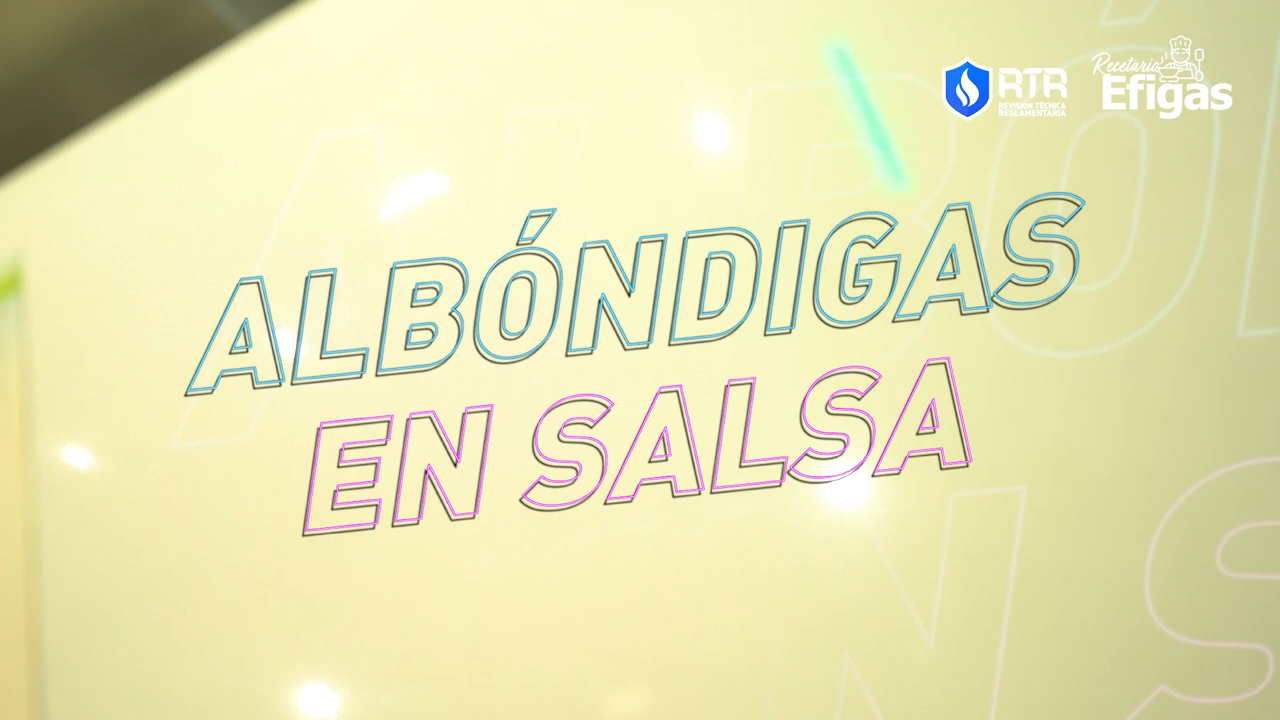 RTR
REVISIÓN TÉCNICA
REGLAMENTARIA
Recetario
Efigas
ALBÓNDIGAS
EN SALSA